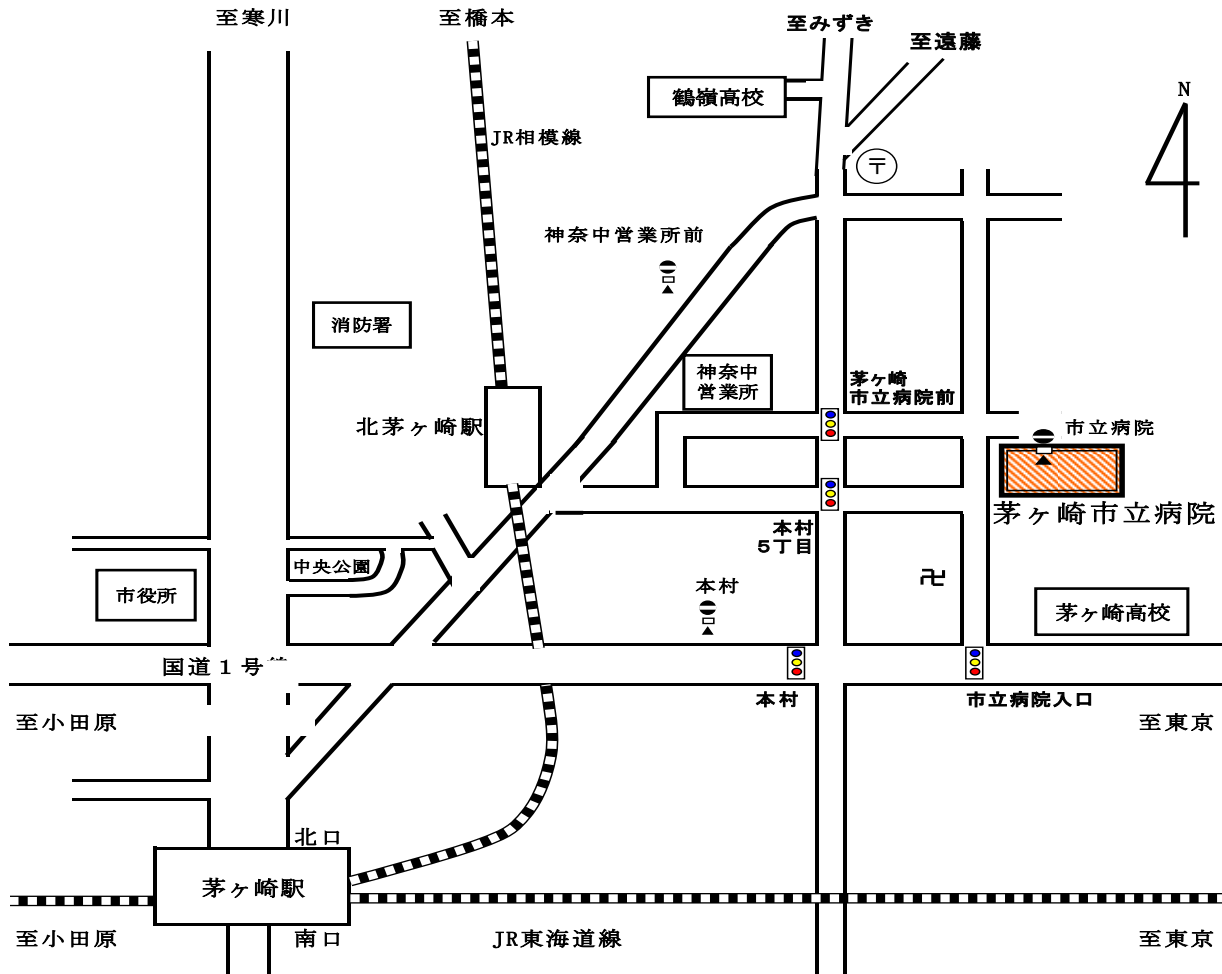 至寒川
至橋本
至みずき
至遠藤
鶴嶺高校
N
JR相模線
〒
神奈中営業所前
消防署
神奈中
営業所
茅ヶ崎
市立病院前
北茅ヶ崎駅
市立病院
茅ヶ崎市立病院
本村
5丁目
中央公園
市役所
本村
卍
茅ヶ崎高校
国道1号
本村
市立病院入口
至小田原
至東京
北口
茅ヶ崎駅
至小田原
南口
JR東海道線
至東京